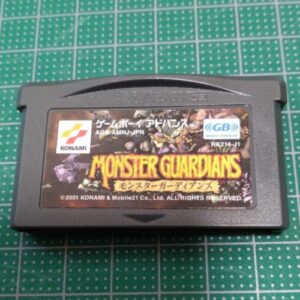 ゲームボーイ アドバンス
AGB-AMNJ-JPN
KONAMI
GB
RK214-J1
MONSTER GUARDIANS
モンスターガーディアンズ
©2001 KONAMI & Mobile21 Co., Ltd. ALL RIGHTS RESERVED.